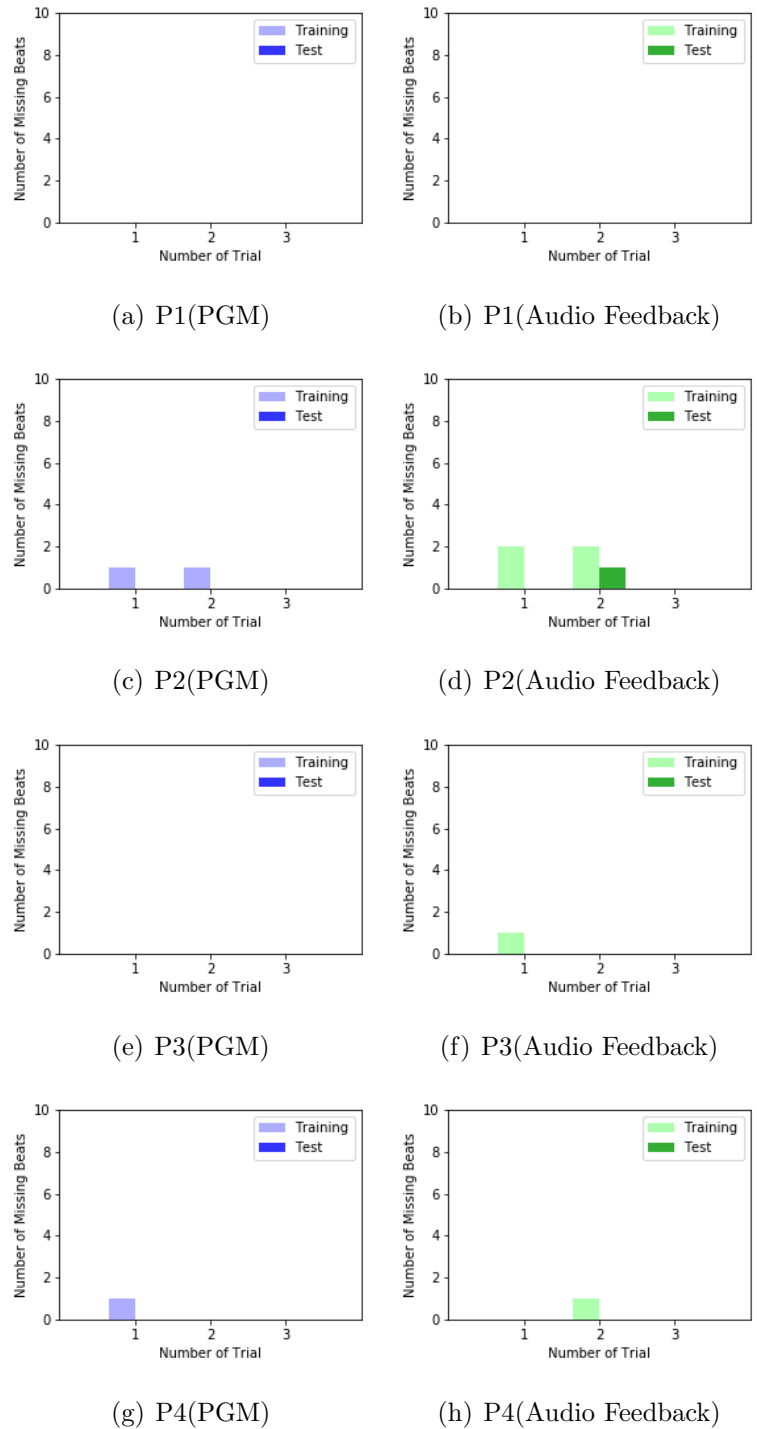 10
8
6
4
2
0
Number of Missing Beats
Training
Test
1 2 3
Number of Trial
(a) P1(PGM)
10
8
6
4
2
0
Number of Missing Beats
Training
Test
1 2 3
Number of Trial
(b) P1(Audio Feedback)
10
8
6
4
2
0
Number of Missing Beats
Training
Test
1 2 3
Number of Trial
(c) P2(PGM)
10
8
6
4
2
0
Number of Missing Beats
Training
Test
1 2 3
Number of Trial
(d) P2(Audio Feedback)
10
8
6
4
2
0
Number of Missing Beats
Training
Test
1 2 3
Number of Trial
(e) P3(PGM)
10
8
6
4
2
0
Number of Missing Beats
Training
Test
1 2 3
Number of Trial
(f) P3(Audio Feedback)
10
8
6
4
2
0
Number of Missing Beats
Training
Test
1 2 3
Number of Trial
(g) P4(PGM)
10
8
6
4
2
0
Number of Missing Beats
Training
Test
1 2 3
Number of Trial
(h) P4(Audio Feedback)